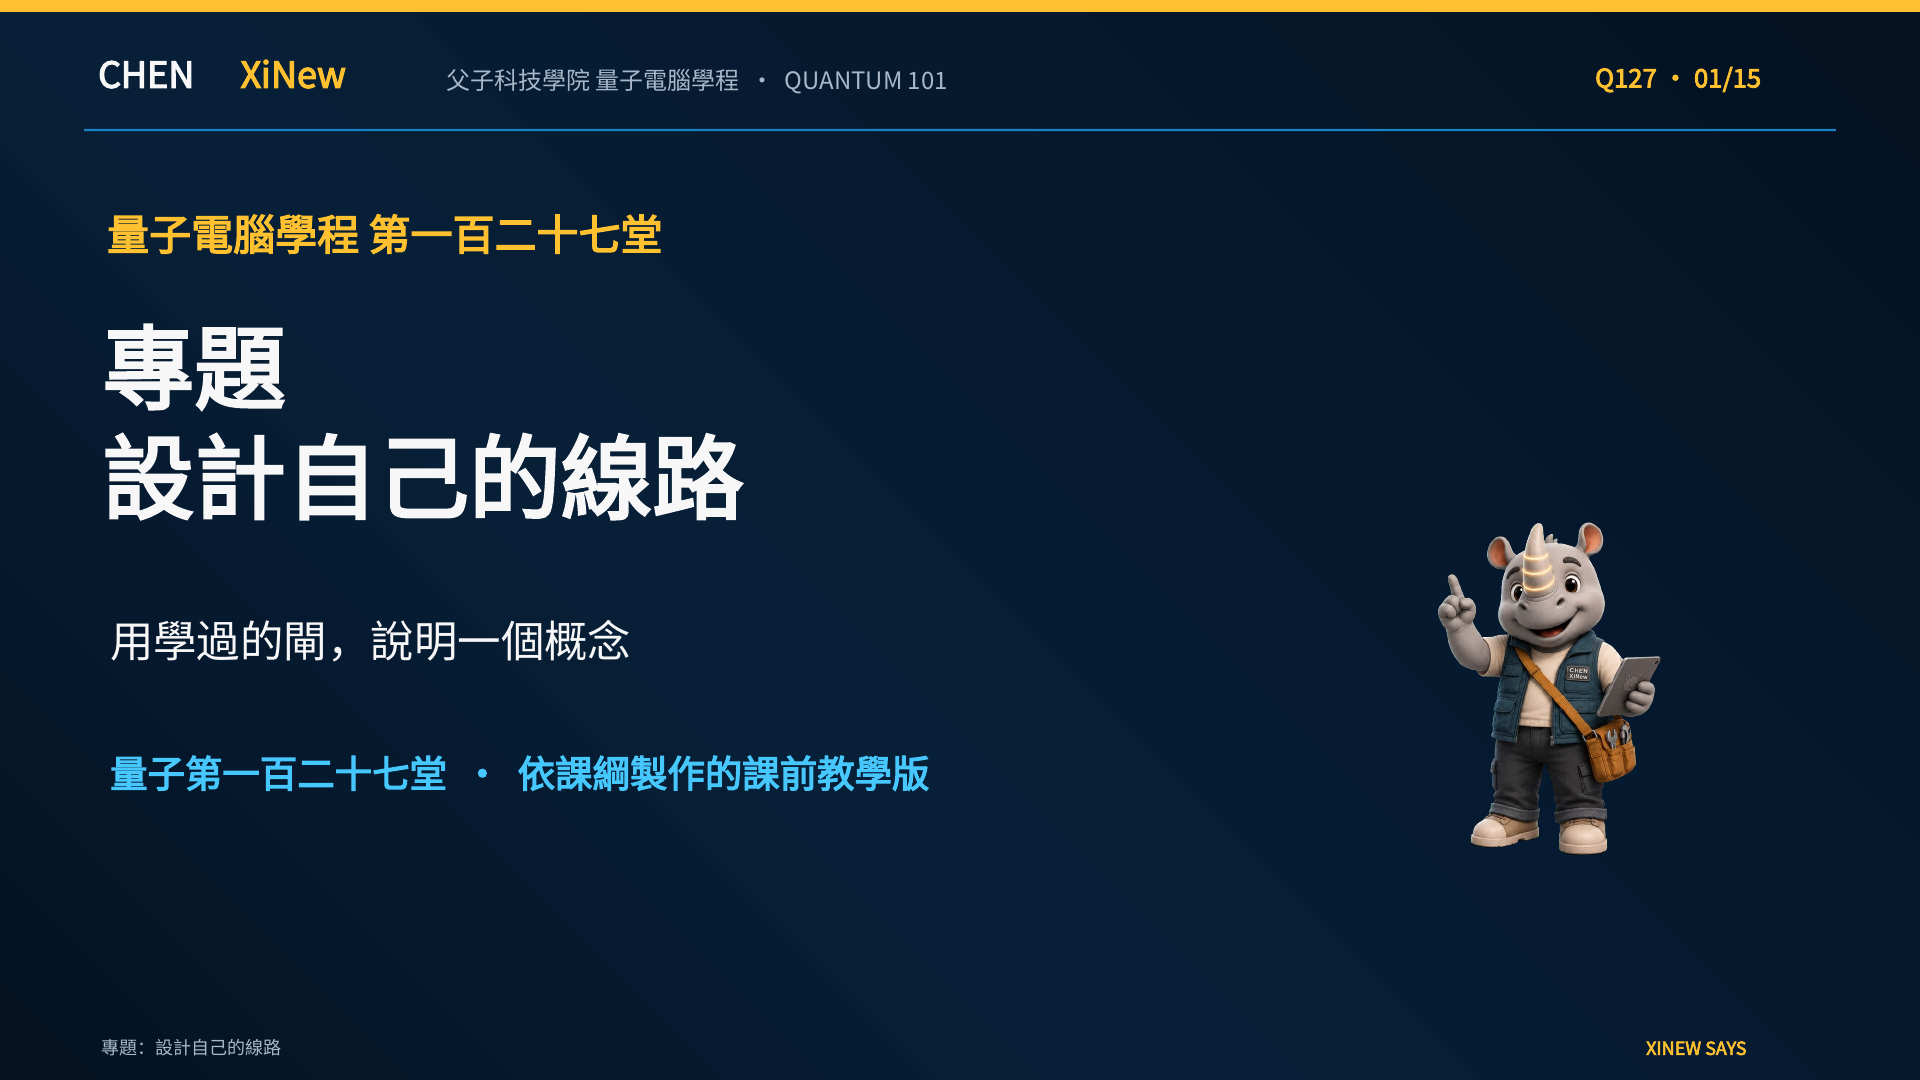 CHEN XiNew 父子科技學院 量子電腦學程 · QUANTUM 101 Q127 · 01/15
量子電腦學程 第一百二十七堂
專題
設計自己的線路
用學過的閘，說明一個概念
CHEN
XiNew
量子第一百二十七堂 · 依課綱製作的課前教學版
專題：設計自己的線路 XINEW SAYS